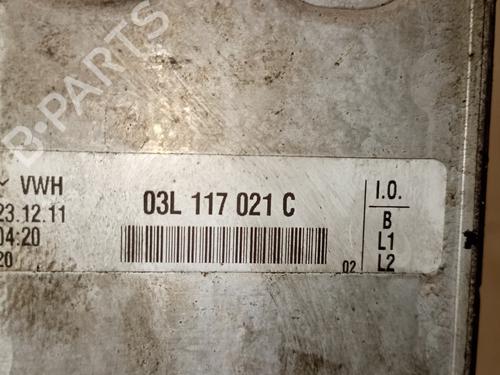 B-PARTS
VWH
23.12.11
04:20
20
03L 117 021 C
02
I.O.
B
L1
L2